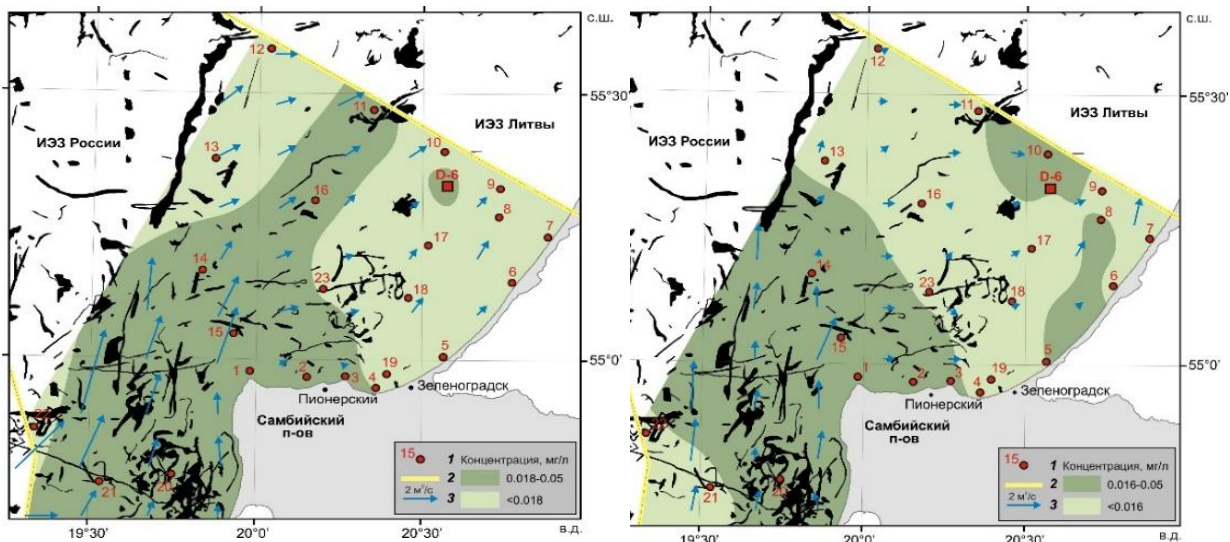 с.ш.
12
11
55°30'
ИЭЗ Литвы
ИЭЗ России
10
13
D-6
9
16
8
7
17
14
6
23
18
15
5
55°0'
1
2
3
4
19
Зеленоградск
Пионерский
Самбийский
п-ов
21
20
15 1 Концентрация, мг/л
2 0.018-0.05
2 м³/с 3 <0.018
19°30'
20°0'
20°30'
в.д.
с.ш.
12
11
55°30'
ИЭЗ Литвы
ИЭЗ России
10
13
D-6
9
16
8
7
17
14
6
23
18
15
5
55°0'
1
2
3
4
19
Зеленоградск
Пионерский
Самбийский
п-ов
21
15 1 Концентрация, мг/л
2 0.016-0.05
2 м³/с 3 <0.016
19°30'
20°0'
20°30'
в.д.